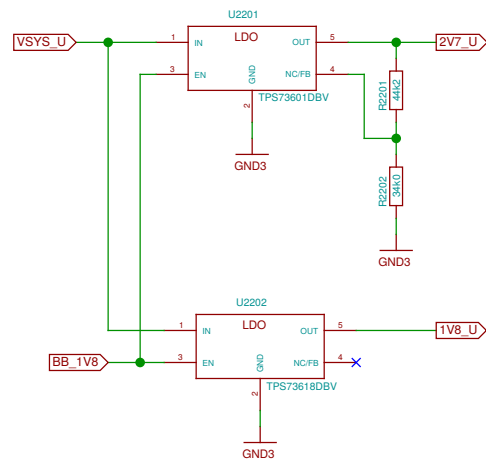 U2201
VSYS_U
1
IN
LDO
OUT
5
2V7_U
3
EN
GND
NC/FB
4
R2201
44k2
2
TPS73601DBV
GND3
R2202
34k0
GND3
U2202
1
IN
LDO
OUT
5
1V8_U
BB_1V8
3
EN
GND
NC/FB
4
2
TPS73618DBV
GND3